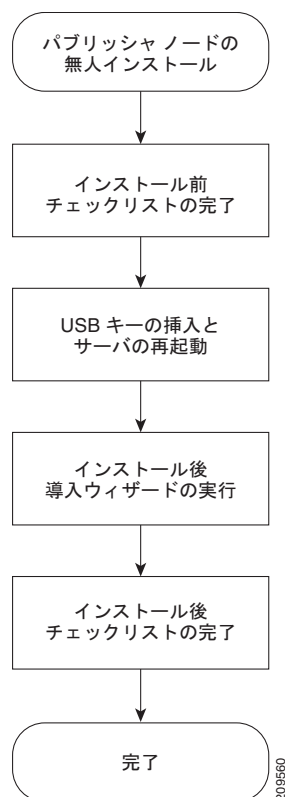 パブリッシャ ノードの
無人インストール
インストール前
チェックリストの完了
USB キーの挿入と
サーバの再起動
インストール後
導入ウィザードの実行
インストール後
チェックリストの完了
完了
209560